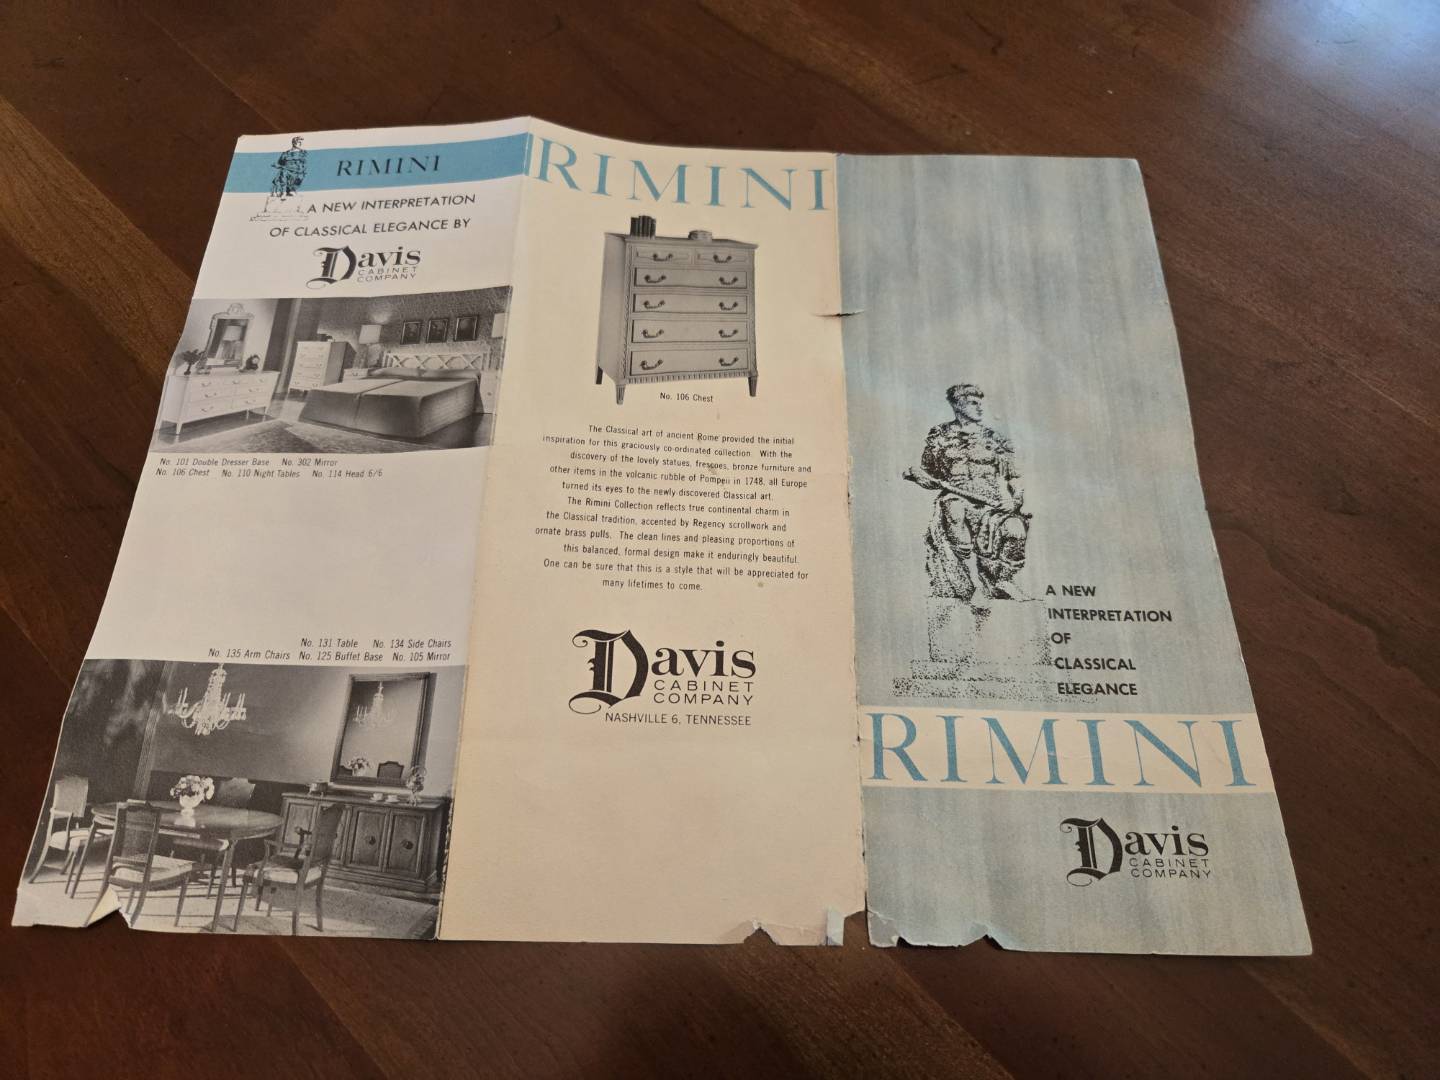 RIMINI
A NEW INTERPRETATION
OF CLASSICAL ELEGANCE BY
Davis
CABINET
COMPANY
No. 101 Double Dresser Base No. 302 Mirror
No. 106 Chest No. 110 Night Tables No. 114 Head 6/6
No. 131 Table No. 134 Side Chairs
No. 135 Arm Chairs No. 125 Buffet Base No. 105 Mirror
RIMINI
No. 106 Chest
The Classical art of ancient Rome provided the initial
inspiration for this graciously co-ordinated collection. With the
discovery of the lovely statues, frescoes, bronze furniture and
other items in the volcanic rubble of Pompeii in 1748, all Europe
turned its eyes to the newly-discovered Classical art.
The Rimini Collection reflects true continental charm in
the Classical tradition, accented by Regency scrollwork and
ornate brass pulls. The clean lines and pleasing proportions of
this balanced, formal design make it enduringly beautiful.
One can be sure that this is a style that will be appreciated for
many lifetimes to come.
Davis
CABINET
COMPANY
NASHVILLE 6, TENNESSEE
A NEW
INTERPRETATION
OF
CLASSICAL
ELEGANCE
RIMINI
Davis
CABINET
COMPANY